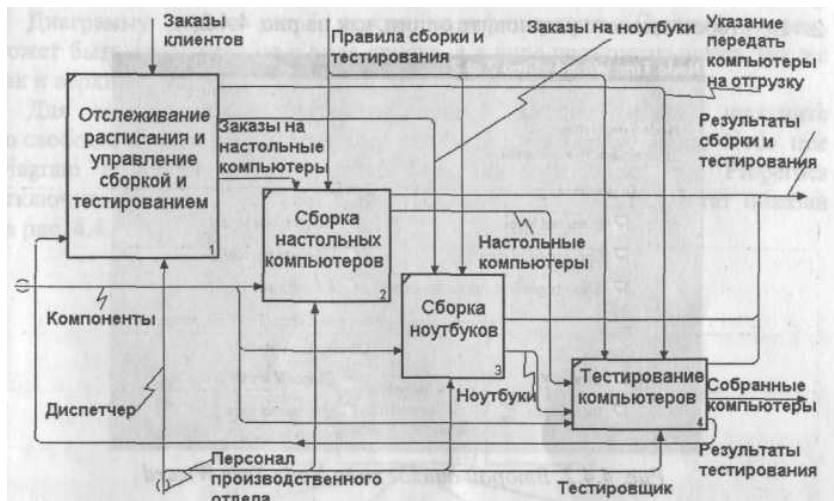 Заказы
клиентов
Правила сборки и
тестирования
Заказы на ноутбуки
Указание
передать
компьютеры
на отгрузку
Отслеживание
расписания и
управление
сборкой и
тестированием
1
Заказы на
настольные
компьютеры
Результаты
сборки и
тестирования
Сборка
настольных
компьютеров
2
Настольные
компьютеры
Компоненты
Сборка
ноутбуков
3
Диспетчер
Ноутбуки
Тестирование
компьютеров
4
Собранные
компьютеры
Персонал
производственного
отдела
Тестировщик
Результаты
тестирования